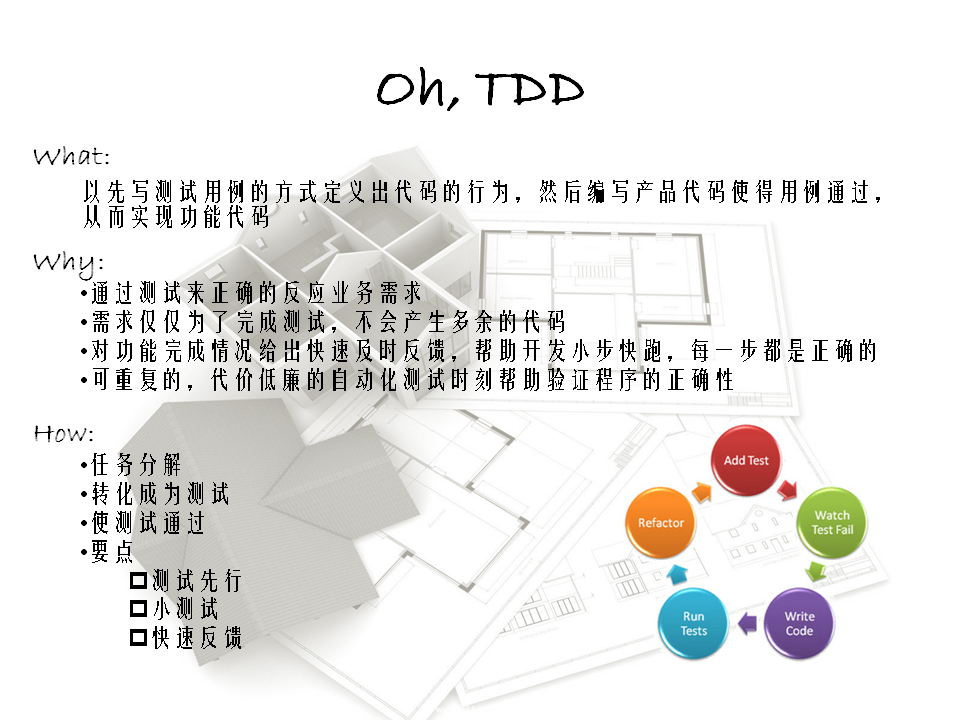 Oh, TDD
What:
以先写测试用例的方式定义出代码的行为，然后编写产品代码使得用例通过，
从而实现功能代码
Why:
•通过测试来正确的反应业务需求
•需求仅仅为了完成测试，不会产生多余的代码
•对功能完成情况给出快速及时反馈，帮助开发小步快跑，每一步都是正确的
•可重复的，代价低廉的自动化测试时刻帮助验证程序的正确性
How:
•任务分解
•转化成为测试
•使测试通过
•要点
□测试先行
□小测试
□快速反馈
Add Test
Watch
Test Fail
Write
Code
Run
Tests
Refactor